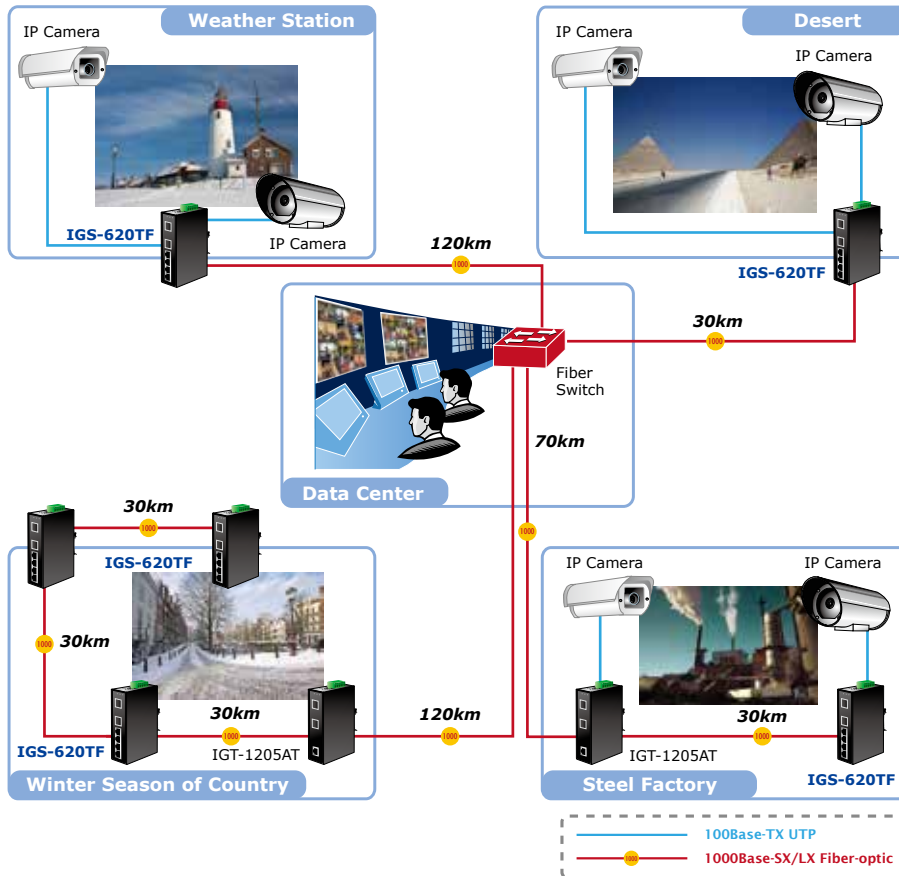 Weather Station
IP Camera
IGS-620TF
IP Camera
Desert
IP Camera
IP Camera
IGS-620TF
120km
1000
30km
1000
Fiber
Switch
70km
1000
Data Center
30km
1000
IGS-620TF
30km
1000
IGS-620TF
30km
1000
IGT-1205AT
120km
1000
Winter Season of Country
IP Camera
IP Camera
30km
1000
IGT-1205AT
IGS-620TF
Steel Factory
100Base-TX UTP
1000
1000Base-SX/LX Fiber-optic